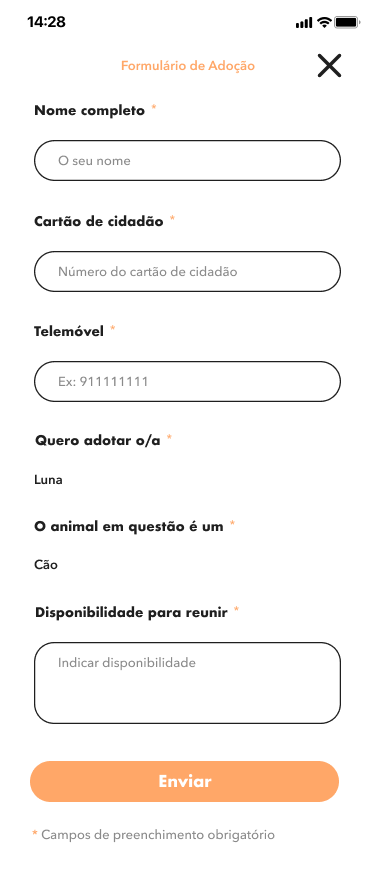 14:28
Formulário de Adoção
Nome completo *
O seu nome
Cartão de cidadão *
Número do cartão de cidadão
Telemóvel *
Ex: 911111111
Quero adotar o/a *
Luna
O animal em questão é um *
Cão
Disponibilidade para reunir *
Indicar disponibilidade
Enviar
* Campos de preenchimento obrigatório